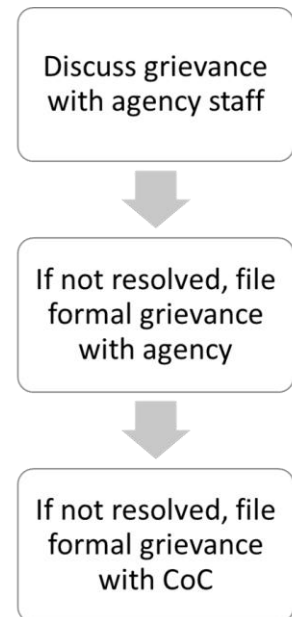 Discuss grievance
with agency staff
If not resolved, file
formal grievance
with agency
If not resolved, file
formal grievance
with CoC